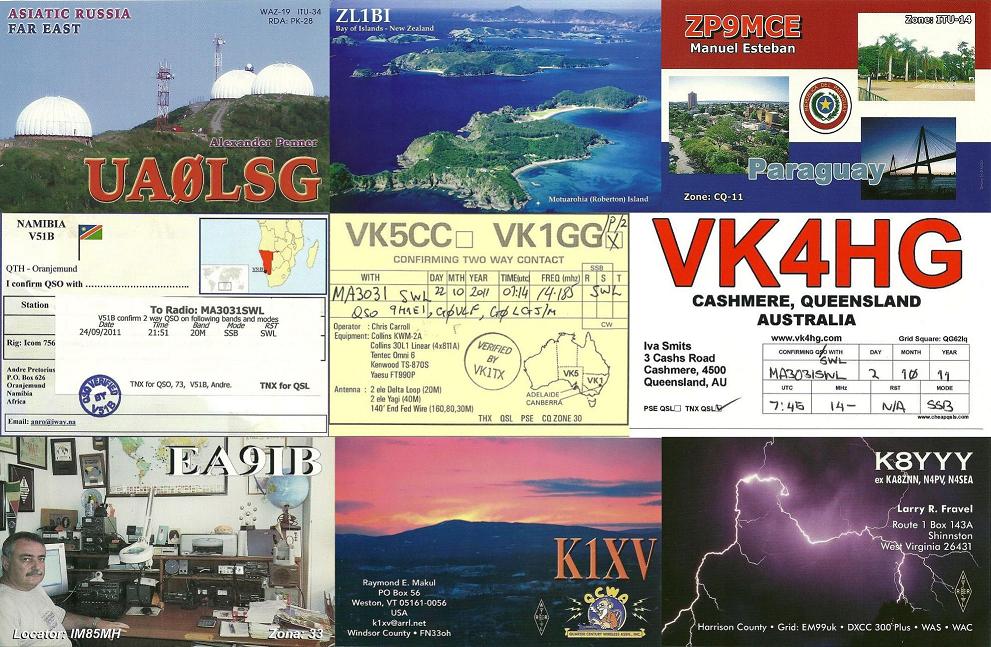 ASIATIC RUSSIA
FAR EAST
WAZ-19 ITU-34
RDA: PK-28
Alexander Penner
UAØLSG
ZL1BI
Bay of Islands - New Zealand
Motuarohia (Roberton) Island
ZP9MCE
Manuel Esteban
Zone: ITU-14
Paraguay
Zone: CQ-11
NAMIBIA
V51B
QTH - Oranjemund
I confirm QSO with
Station
Rig: Icom 756
To Radio: MA3031SWL
V51B confirm 2 way QSO on following bands and modes
Date Time Band Mode RST
24/09/2011 21:51 20M SSB SWL
Andre Pretorius
P.O. Box 626
Oranjemund
Namibia
Africa
QSO VERIFIED BY V51B
TNX for QSO, 73, V51B, Andre.
TNX for QSL
Email: anro@iway.na
VK5CC VK1GG P/2 X
CONFIRMING TWO WAY CONTACT
WITH DAY MTH YEAR TIME utc FREQ (mhz) SSB R S T
MA3031 SWL 22 10 2011 07:14 14.185 SWL
CW
Operator : Chris Carroll
Equipment: Collins KWM-2A
Collins 30L1 Linear (4x811A)
Tentec Omni 6
Kenwood TS-870S
Yaesu FT990P
Antenna : 2 ele Delta Loop (20M)
2 ele Yagi (40M)
140' End Fed Wire (160,80,30M)
VERIFIED
BY
VK1TX
VK5
VK1
ADELAIDE
CANBERRA
THX QSL PSE CQ ZONE 30
VK4HG
CASHMERE, QUEENSLAND
AUSTRALIA
www.vk4hg.com
Grid Square: QG62lq
Iva Smits
3 Cashs Road
Cashmere, 4500
Queensland, AU
CONFIRMING QSO WITH DAY MONTH YEAR
SWL
MA3031SWL 2 10 11
UTC MHz RST MODE
7:45 14- N/A SSB
PSE QSL TNX QSL
www.cheapqsls.com
EA9IB
Locator: IM85MH
Zona: 33
K1XV
Raymond E. Makul
PO Box 56
Weston, VT 05161-0056
USA
k1xv@arrl.net
Windsor County • FN33oh
QCWA
QUARTER CENTURY WIRELESS ASSN., INC.
K8YYY
ex KA8ZNN, N4PV, N4SEA
Larry R. Fravel
Route 1 Box 143A
Shinnston
West Virginia 26431
Harrison County • Grid: EM99uk • DXCC 300 Plus • WAS • WAC